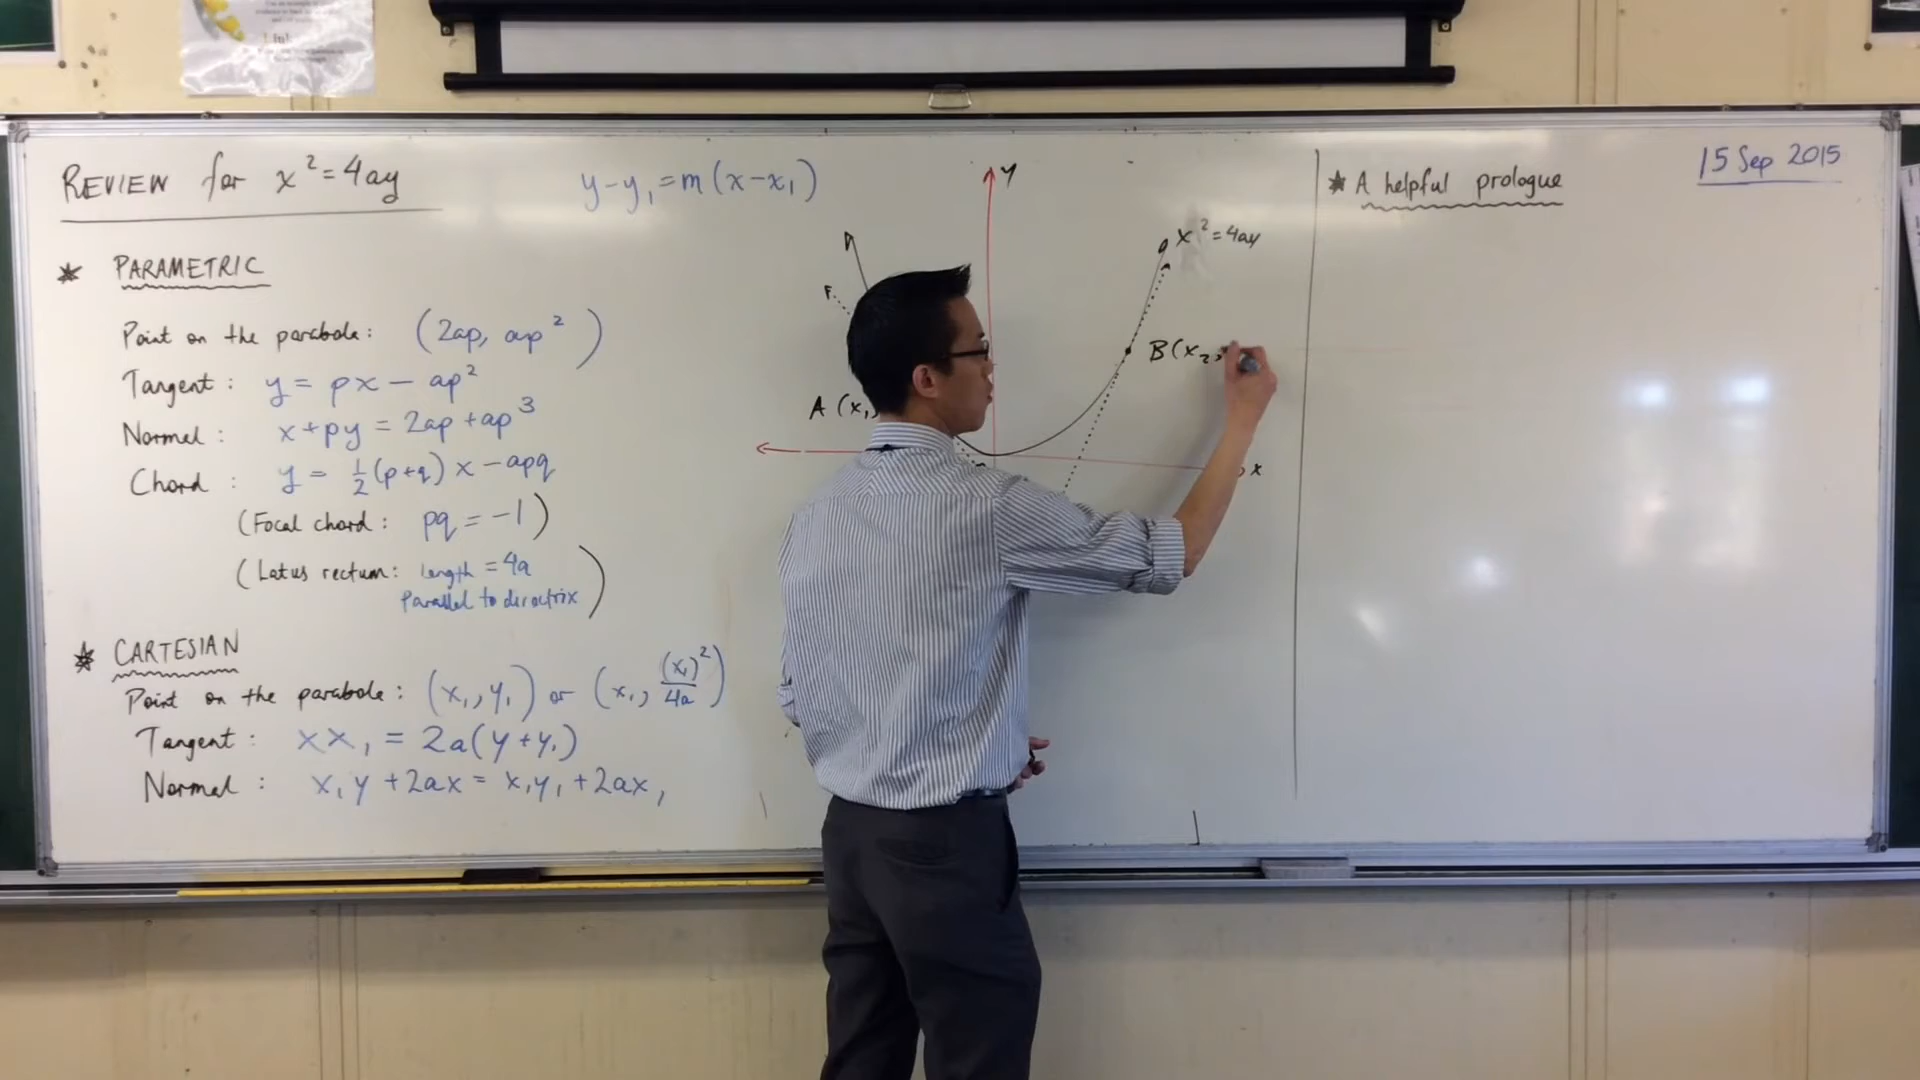 REVIEW for x² = 4ay
* PARAMETRIC
Point on the parabola: (2ap, ap²)
Tangent: y = px - ap²
Normal: x + py = 2ap + ap³
Chord: y = ½(p+q)x - apq
(Focal chord: pq = -1)
(Latus rectum: length = 4a
Parallel to directrix)
* CARTESIAN
Point on the parabola: (x₁, y₁) or (x₁, (x₁)²/4a)
Tangent: xx₁ = 2a(y + y₁)
Normal: x₁y + 2ax = x₁y₁ + 2ax₁
y - y₁ = m(x - x₁)
y
x² = 4ay
B(x₂,
A(x₁,
x
* A helpful prologue
15 Sep 2015